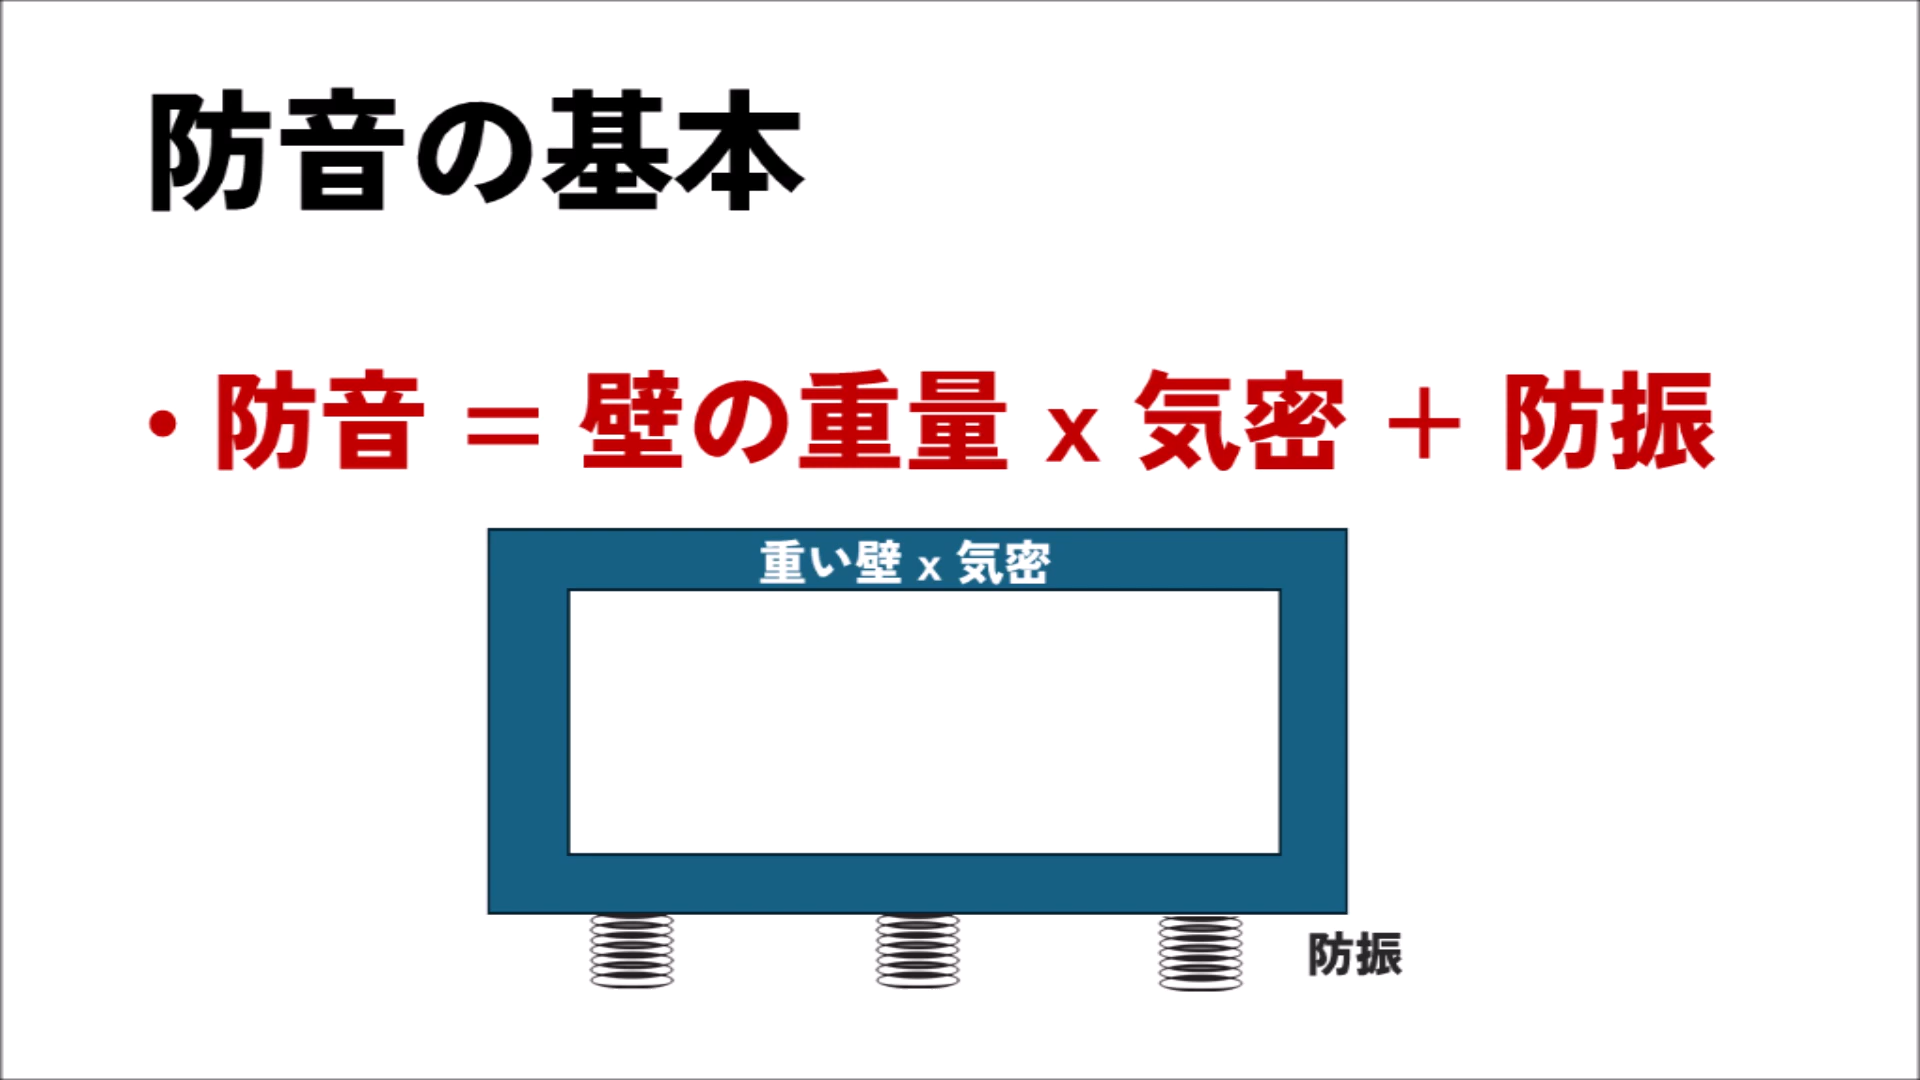 防音の基本
• 防音 = 壁の重量 x 気密 + 防振
重い壁 x 気密
防振